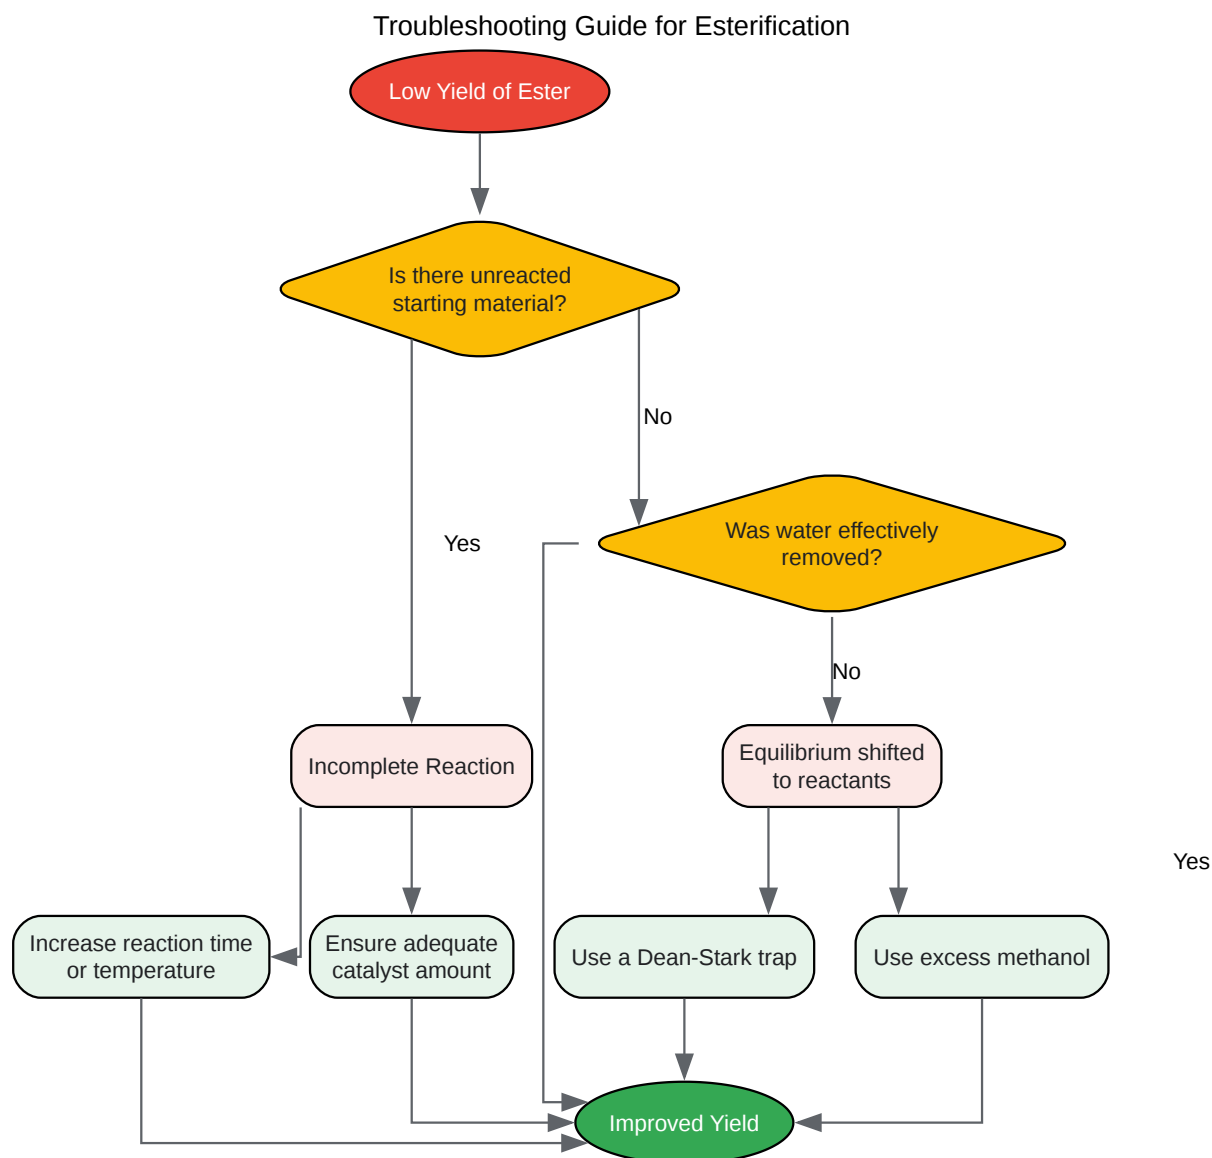 Troubleshooting Guide for Esterification
Low Yield of Ester
Is there unreacted
starting material?
No
Was water effectively
removed?
Yes
No
Incomplete Reaction
Equilibrium shifted
to reactants
Yes
Increase reaction time
or temperature
Ensure adequate
catalyst amount
Use a Dean-Stark trap
Use excess methanol
Improved Yield